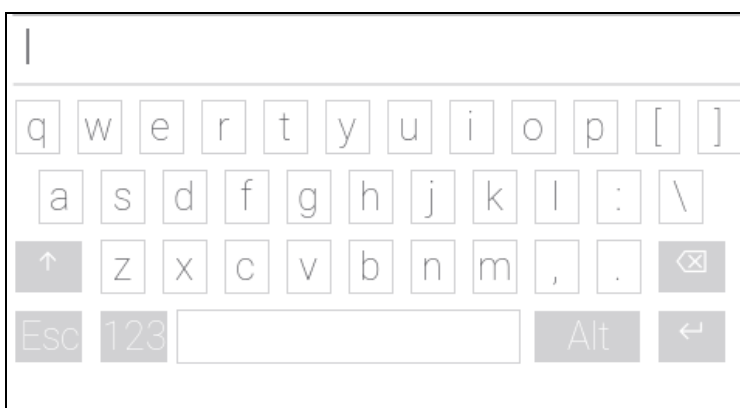 q w e r t y u i o p [ ]
a s d f g h j k l : \
↑ z x c v b n m , . ⌫
Esc 123 Alt ↵